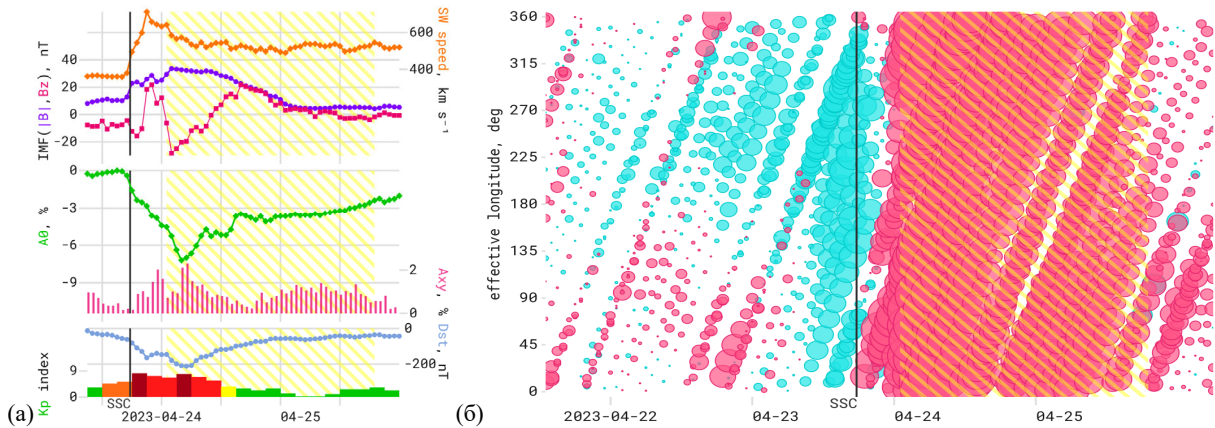 IMF(|B|,Bz), nT
40
20
0
-20
SW speed, km s⁻¹
600
400
A0, %
0
-3
-6
-9
Axy, %
2
0
Dst, nT
0
-200
Kp index
9
0
SSC
2023-04-24
04-25
(а)
effective longitude, deg
360
315
270
225
180
135
90
45
0
SSC
2023-04-22
04-23
04-24
04-25
(б)